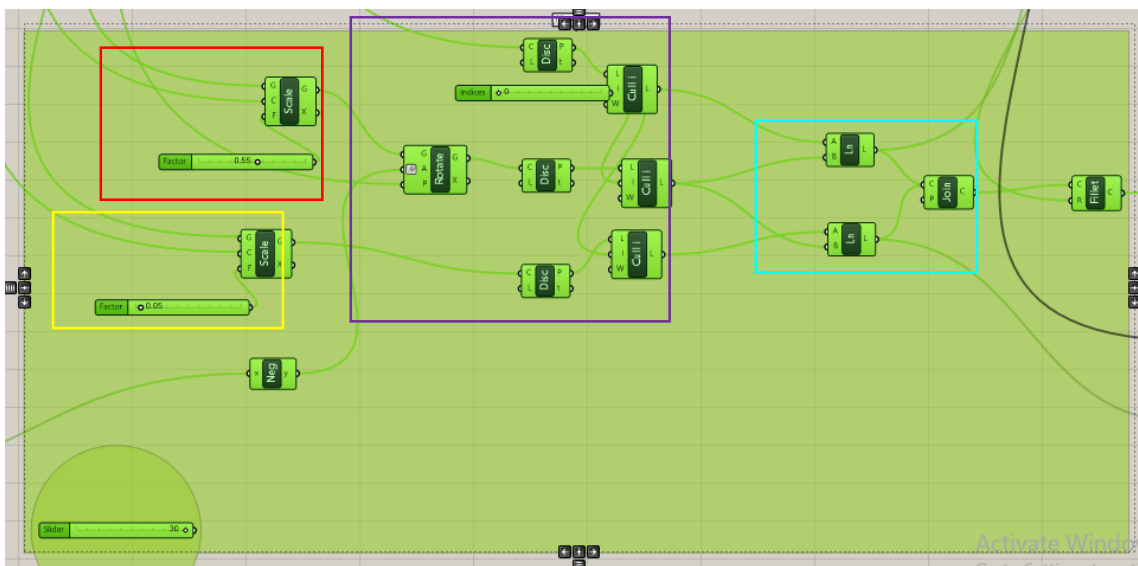 C
L
Disc
P
t
Indices
0
L
I
W
Cull i
L
G
C
F
Scale
G
X
Factor
0.55
G
A
P
Rotate
G
X
C
L
Disc
P
t
L
i
W
Cull i
L
A
B
Ln
L
C
P
Join
C
C
R
Fillet
C
G
C
F
Scale
G
X
Factor
0.05
C
L
Disc
P
t
L
I
W
Cull i
L
A
B
Ln
L
x
Neg
y
Slider
30
Activate Windo